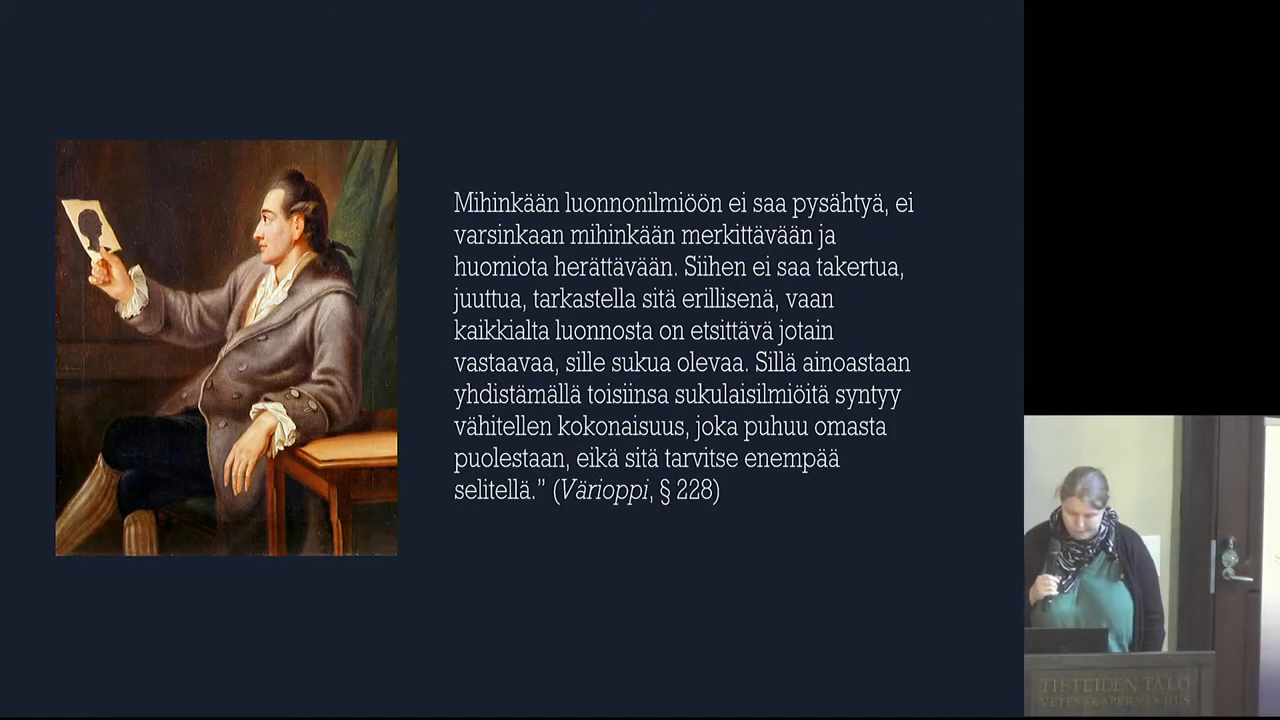 Mihinkään luonnonilmiöön ei saa pysähtyä, ei
varsinkaan mihinkään merkittävään ja
huomiota herättävään. Siihen ei saa takertua,
juuttua, tarkastella sitä erillisenä, vaan
kaikkialta luonnosta on etsittävä jotain
vastaavaa, sille sukua olevaa. Sillä ainoastaan
yhdistämällä toisiinsa sukulaisilmiöitä syntyy
vähitellen kokonaisuus, joka puhuu omasta
puolestaan, eikä sitä tarvitse enempää
selitellä.” (Värioppi, § 228)
TIETEIDEN TALO
VETENSKAPERNAS HUS